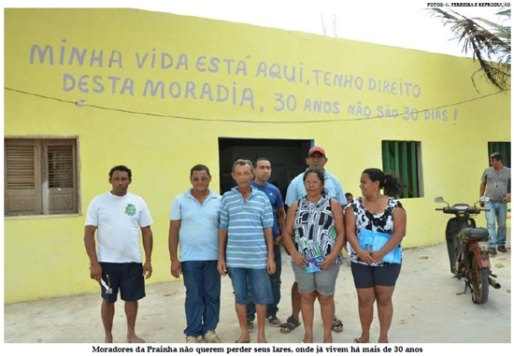 FOTOS: G. FERREIRA E REPRODUÇÃO
MINHA VIDA ESTÁ AQUI, TENHO DIREITO
DESTA MORADIA, 30 ANOS NÃO SÃO 30 DIAS !
Moradores da Prainha não querem perder seus lares, onde já vivem há mais de 30 anos